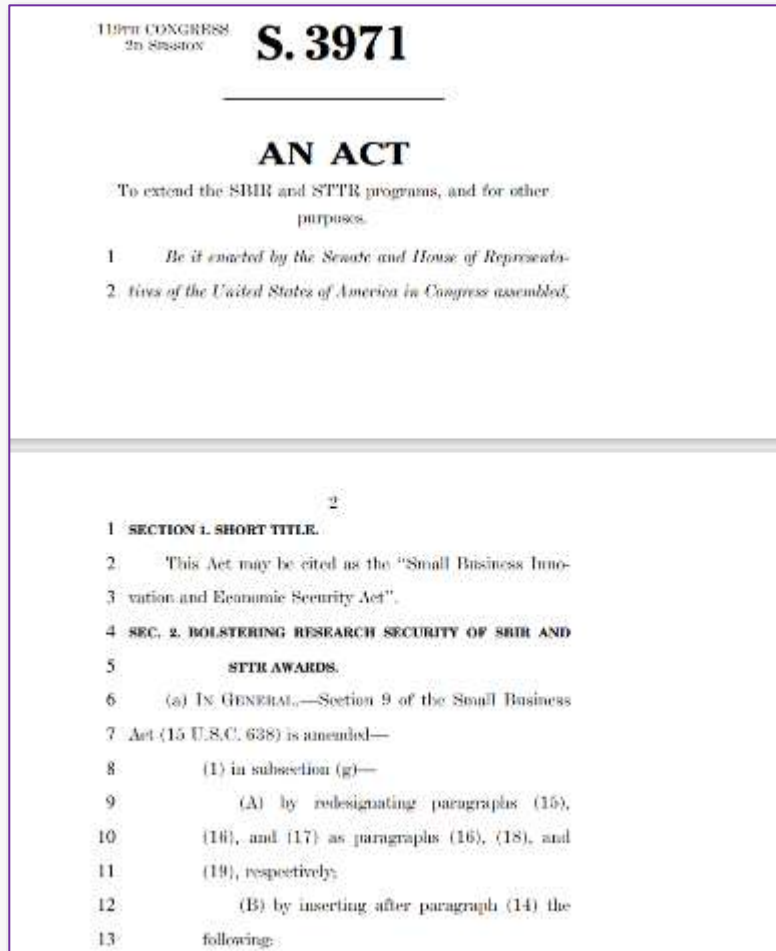 119TH CONGRESS
2D SESSION
S. 3971
AN ACT
To extend the SBIR and STTR programs, and for other
purposes.
1 Be it enacted by the Senate and House of Representa-
2 tives of the United States of America in Congress assembled,
2
1 SECTION 1. SHORT TITLE.
2 This Act may be cited as the “Small Business Inno-
3 vation and Economic Security Act”.
4 SEC. 2. BOLSTERING RESEARCH SECURITY OF SBIR AND
5 STTR AWARDS.
6 (a) IN GENERAL.—Section 9 of the Small Business
7 Act (15 U.S.C. 638) is amended—
8 (1) in subsection (g)—
9 (A) by redesignating paragraphs (15),
10 (16), and (17) as paragraphs (16), (18), and
11 (19), respectively;
12 (B) by inserting after paragraph (14) the
13 following: